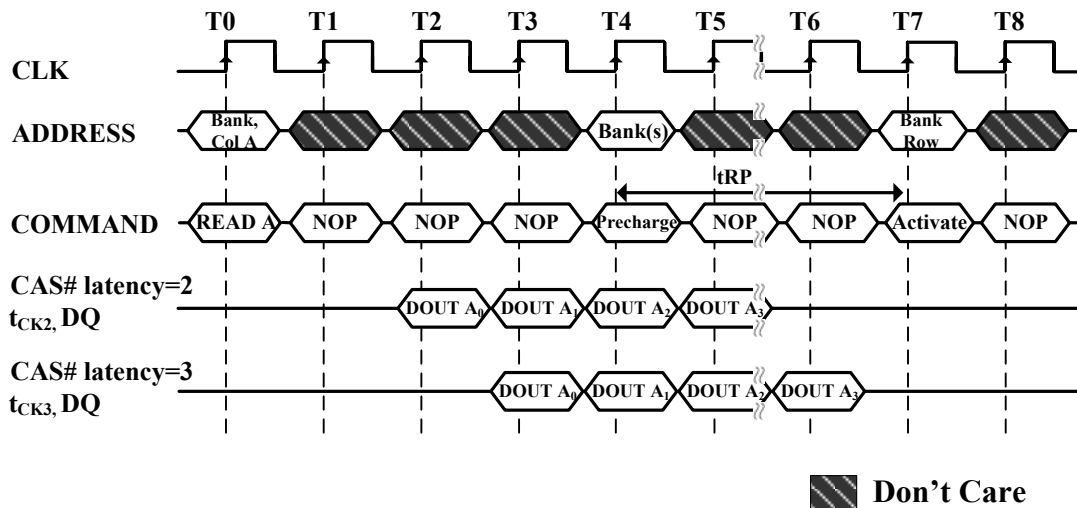 T0 T1 T2 T3 T4 T5 T6 T7 T8
CLK
ADDRESS Bank, Col A Bank(s) Bank Row
tRP
COMMAND READ A NOP NOP NOP Precharge NOP NOP Activate NOP
CAS# latency=2
tCK2, DQ DOUT A0 DOUT A1 DOUT A2 DOUT A3
CAS# latency=3
tCK3, DQ DOUT A0 DOUT A1 DOUT A2 DOUT A3
Don’t Care